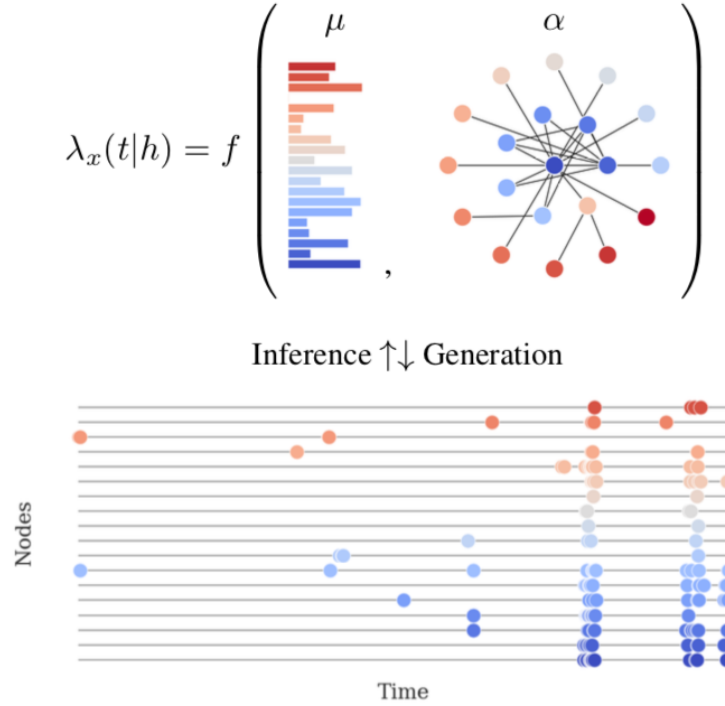 μ α
λ_x(t|h) = f ( , )
Inference ↑↓ Generation
Nodes
Time